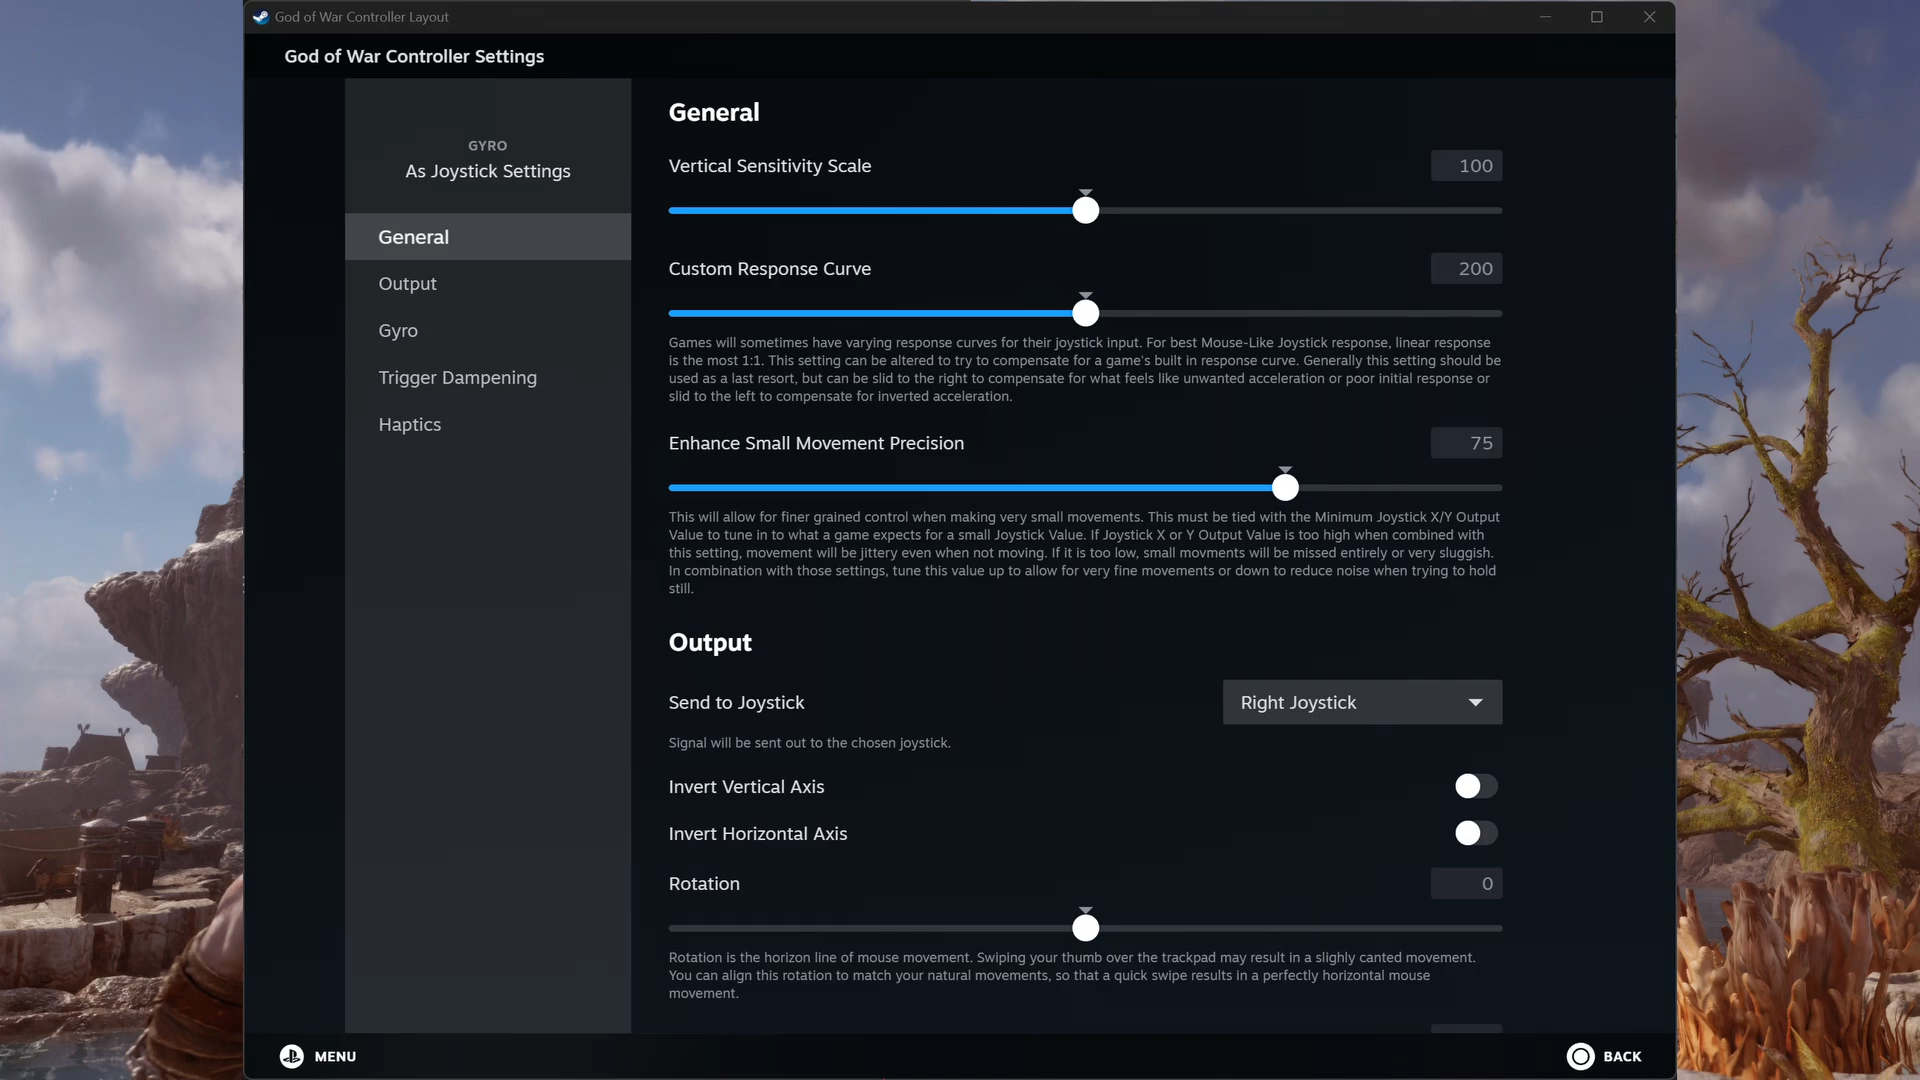 God of War Controller Layout
God of War Controller Settings
GYRO
As Joystick Settings
General
Output
Gyro
Trigger Dampening
Haptics
General
Vertical Sensitivity Scale
100
Custom Response Curve
200
Games will sometimes have varying response curves for their joystick input. For best Mouse-Like Joystick response, linear response
is the most 1:1. This setting can be altered to try to compensate for a game's built in response curve. Generally this setting should be
used as a last resort, but can be slid to the right to compensate for what feels like unwanted acceleration or poor initial response or
slid to the left to compensate for inverted acceleration.
Enhance Small Movement Precision
75
This will allow for finer grained control when making very small movements. This must be tied with the Minimum Joystick X/Y Output
Value to tune in to what a game expects for a small Joystick Value. If Joystick X or Y Output Value is too high when combined with
this setting, movement will be jittery even when not moving. If it is too low, small movments will be missed entirely or very sluggish.
In combination with those settings, tune this value up to allow for very fine movements or down to reduce noise when trying to hold
still.
Output
Send to Joystick
Right Joystick
Signal will be sent out to the chosen joystick.
Invert Vertical Axis
Invert Horizontal Axis
Rotation
0
Rotation is the horizon line of mouse movement. Swiping your thumb over the trackpad may result in a slighly canted movement.
You can align this rotation to match your natural movements, so that a quick swipe results in a perfectly horizontal mouse
movement.
MENU
BACK